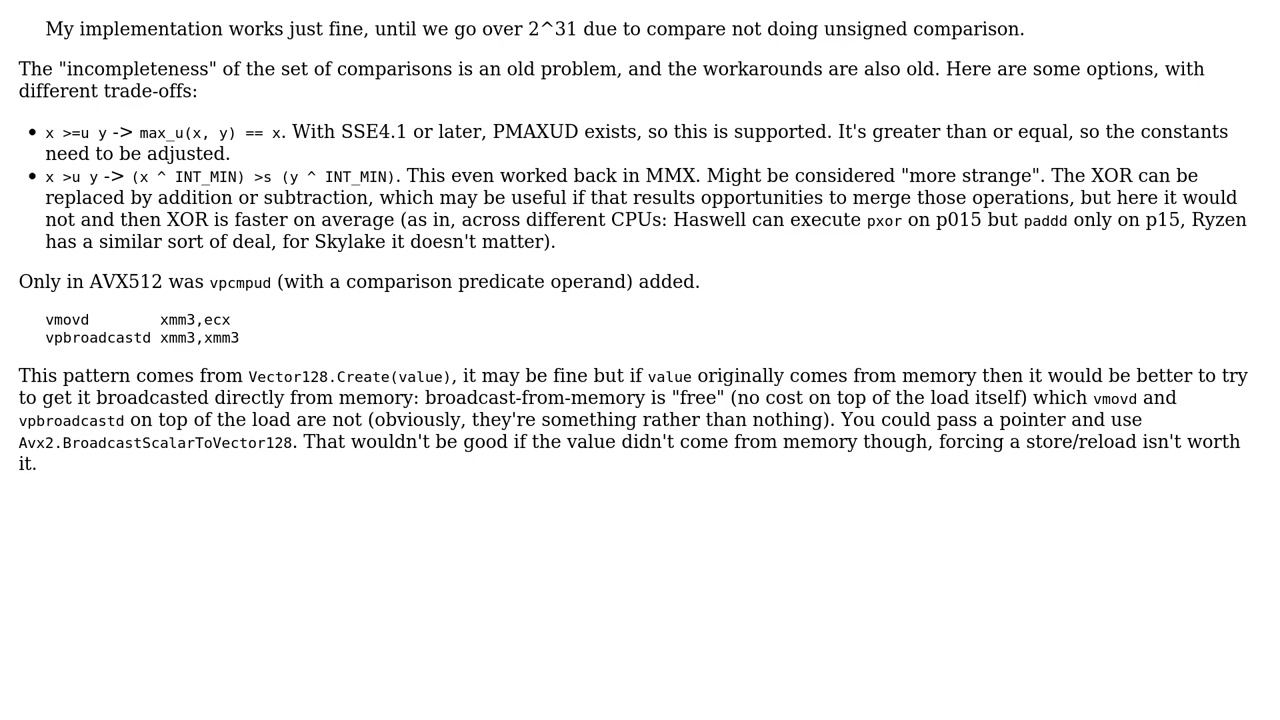 My implementation works just fine, until we go over 2^31 due to compare not doing unsigned comparison.
The "incompleteness" of the set of comparisons is an old problem, and the workarounds are also old. Here are some options, with
different trade-offs:
• x >=u y -> max_u(x, y) == x. With SSE4.1 or later, PMAXUD exists, so this is supported. It's greater than or equal, so the constants
need to be adjusted.
• x >u y -> (x ^ INT_MIN) >s (y ^ INT_MIN). This even worked back in MMX. Might be considered "more strange". The XOR can be
replaced by addition or subtraction, which may be useful if that results opportunities to merge those operations, but here it would
not and then XOR is faster on average (as in, across different CPUs: Haswell can execute pxor on p015 but paddd only on p15, Ryzen
has a similar sort of deal, for Skylake it doesn't matter).
Only in AVX512 was vpcmpud (with a comparison predicate operand) added.
vmovd        xmm3,ecx
vpbroadcastd xmm3,xmm3
This pattern comes from Vector128.Create(value), it may be fine but if value originally comes from memory then it would be better to try
to get it broadcasted directly from memory: broadcast-from-memory is "free" (no cost on top of the load itself) which vmovd and
vpbroadcastd on top of the load are not (obviously, they're something rather than nothing). You could pass a pointer and use
Avx2.BroadcastScalarToVector128. That wouldn't be good if the value didn't come from memory though, forcing a store/reload isn't worth
it.